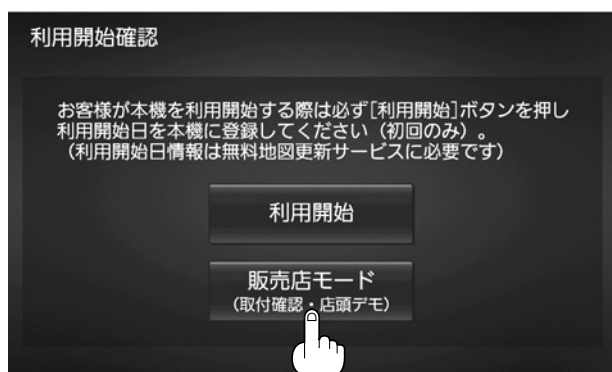 利用開始確認
お客様が本機を利用開始する際は必ず[利用開始]ボタンを押し
利用開始日を本機に登録してください（初回のみ）。
（利用開始日情報は無料地図更新サービスに必要です）
利用開始
販売店モード
（取付確認・店頭デモ）